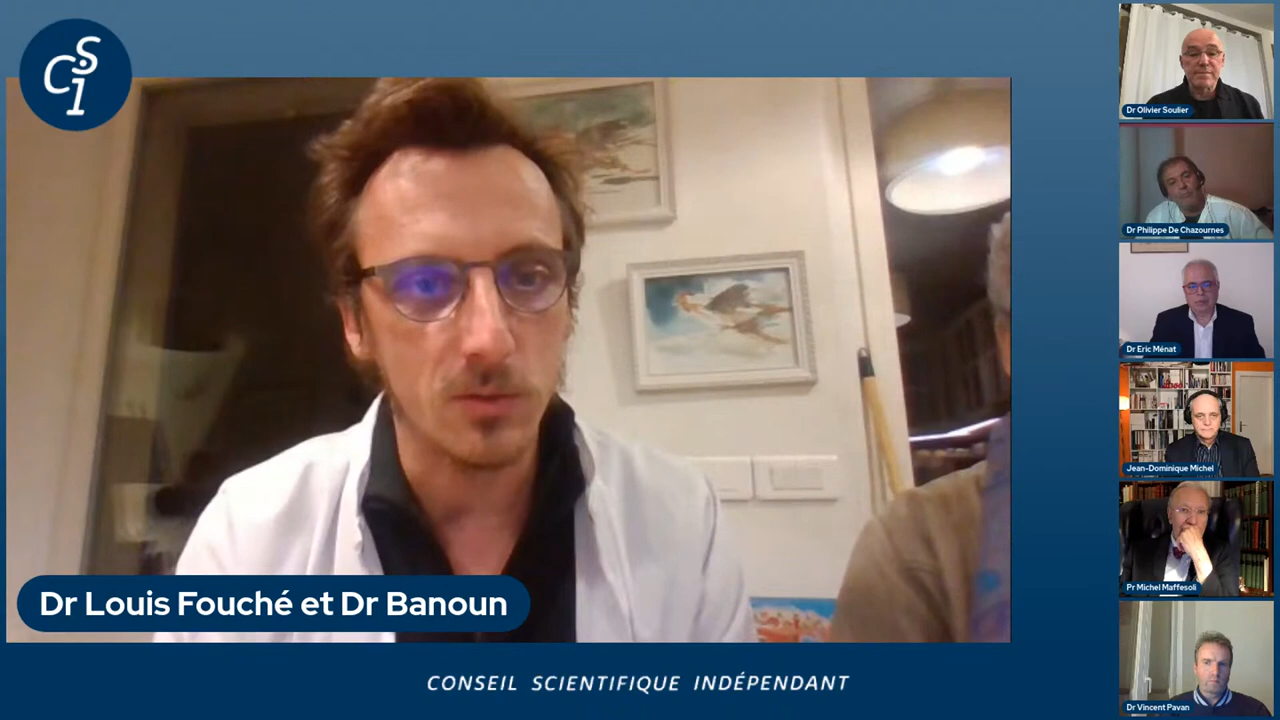 CSI
Dr Louis Fouché et Dr Banoun
CONSEIL SCIENTIFIQUE INDÉPENDANT
Dr Olivier Soulier
Dr Philippe De Chazournes
Dr Eric Ménat
Jean-Dominique Michel
Pr Michel Maffesoli
Dr Vincent Pavan